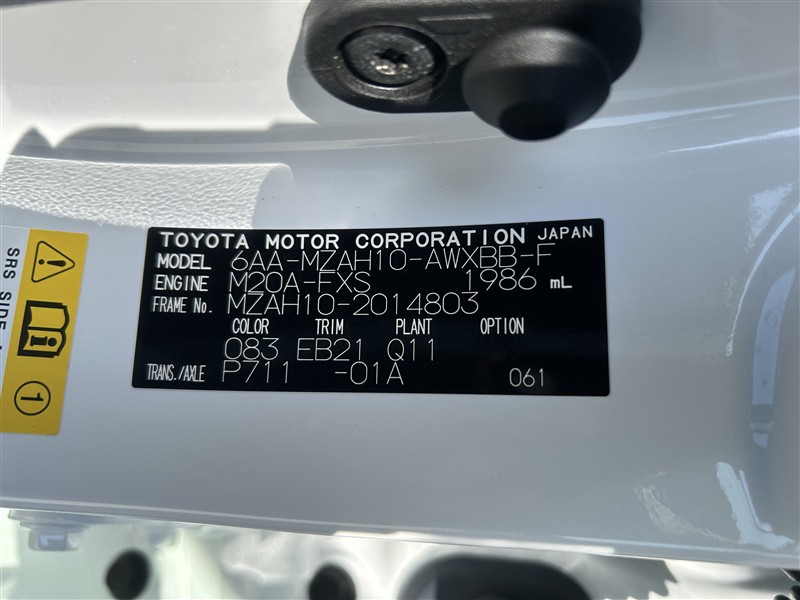 TOYOTA MOTOR CORPORATION JAPAN
MODEL 6AA-MZAH10-AWXBB-F
ENGINE M20A-FXS 1986 mL
FRAME No. MZAH10-2014803
COLOR TRIM PLANT OPTION
083 EB21 Q11
TRANS./AXLE P711 -01A 061
SRS SIDE
i
1